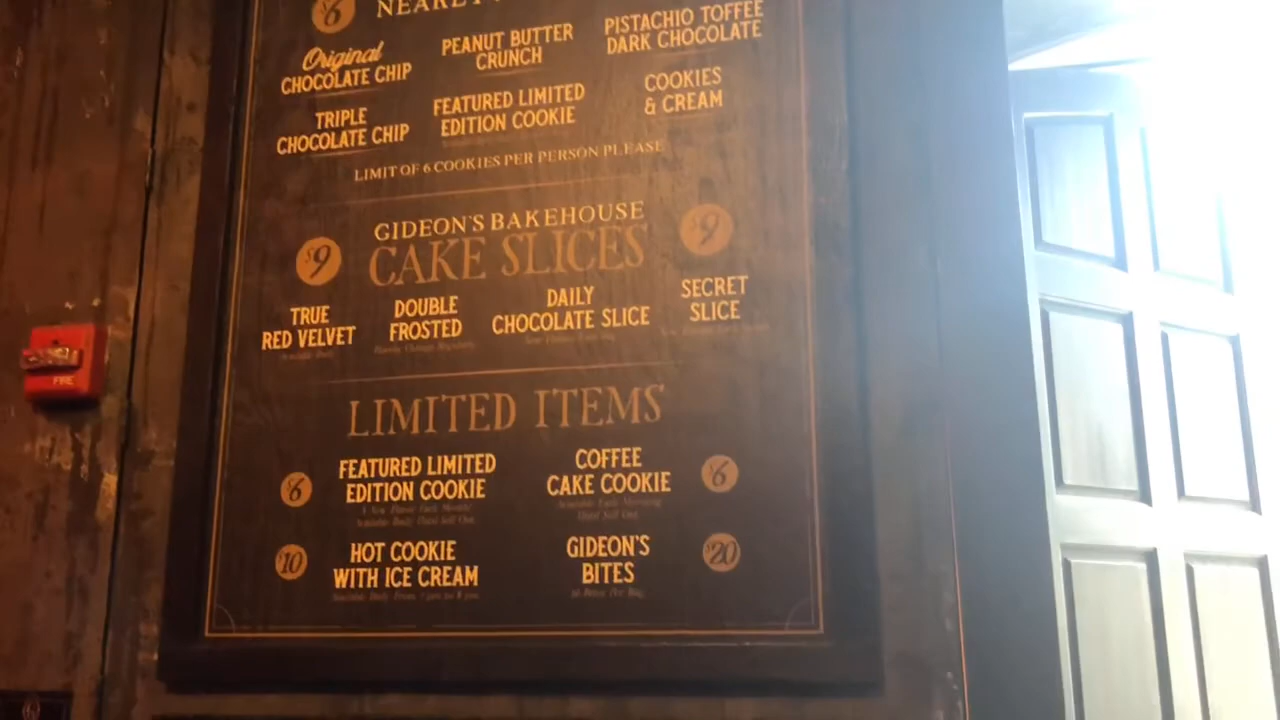 $6
Original
CHOCOLATE CHIP
PEANUT BUTTER
CRUNCH
PISTACHIO TOFFEE
DARK CHOCOLATE
TRIPLE
CHOCOLATE CHIP
FEATURED LIMITED
EDITION COOKIE
COOKIES
& CREAM
LIMIT OF 6 COOKIES PER PERSON PLEASE
GIDEON'S BAKEHOUSE
$9 CAKE SLICES $9
TRUE
RED VELVET
DOUBLE
FROSTED
DAILY
CHOCOLATE SLICE
SECRET
SLICE
LIMITED ITEMS
$6
FEATURED LIMITED
EDITION COOKIE
COFFEE
CAKE COOKIE
$6
$10
HOT COOKIE
WITH ICE CREAM
GIDEON'S
BITES
$20
FIRE